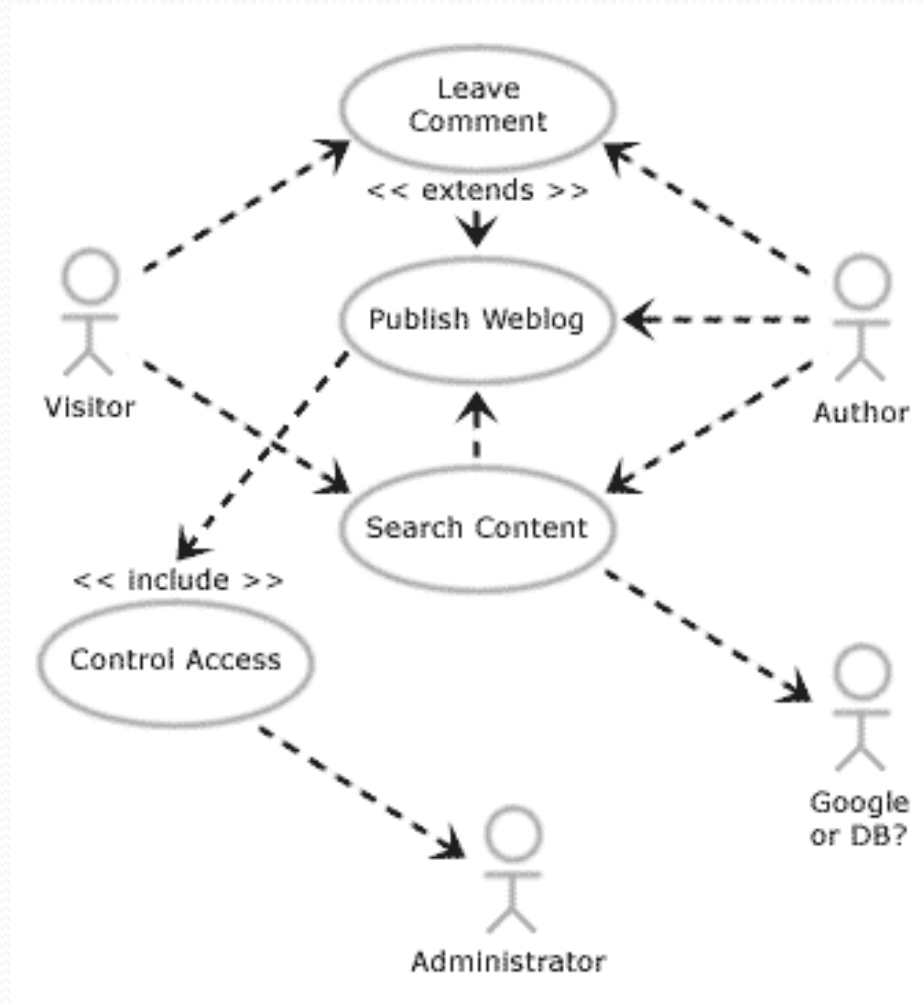 Leave
Comment
<< extends >>
Publish Weblog
Visitor
Author
Search Content
<< include >>
Control Access
Google
or DB?
Administrator